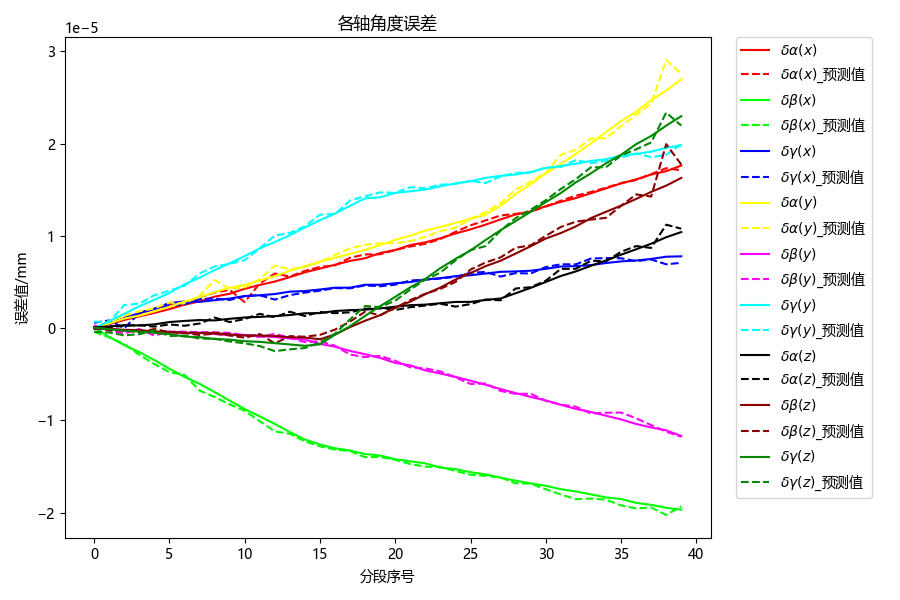 各轴角度误差
1e−5
3
2
1
0
−1
−2
误差值/mm
0 5 10 15 20 25 30 35 40
分段序号
δα(x)
δα(x)_预测值
δβ(x)
δβ(x)_预测值
δγ(x)
δγ(x)_预测值
δα(y)
δα(y)_预测值
δβ(y)
δβ(y)_预测值
δγ(y)
δγ(y)_预测值
δα(z)
δα(z)_预测值
δβ(z)
δβ(z)_预测值
δγ(z)
δγ(z)_预测值